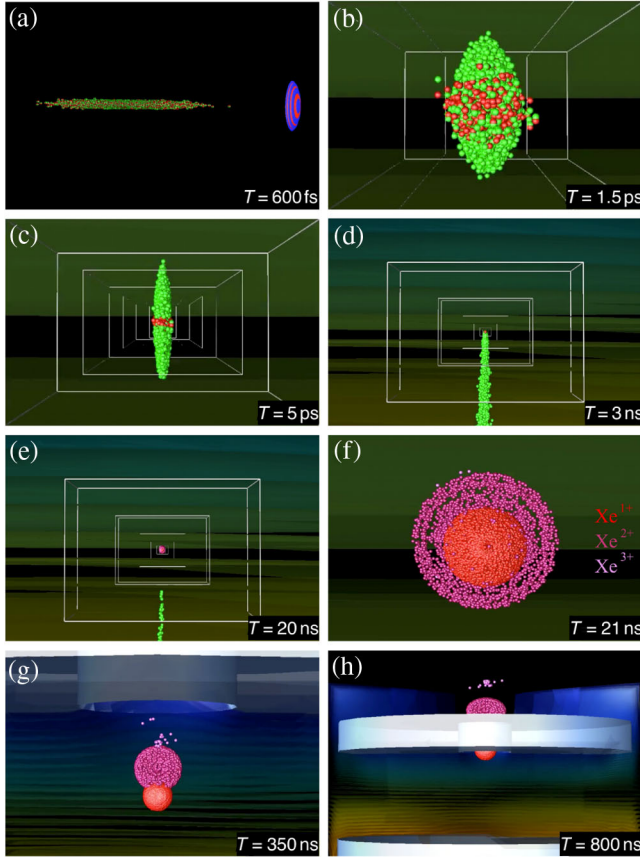 (a)
T = 600 fs
(b)
T = 1.5 ps
(c)
T = 5 ps
(d)
T = 3 ns
(e)
T = 20 ns
(f)
Xe1+
Xe2+
Xe3+
T = 21 ns
(g)
T = 350 ns
(h)
T = 800 ns